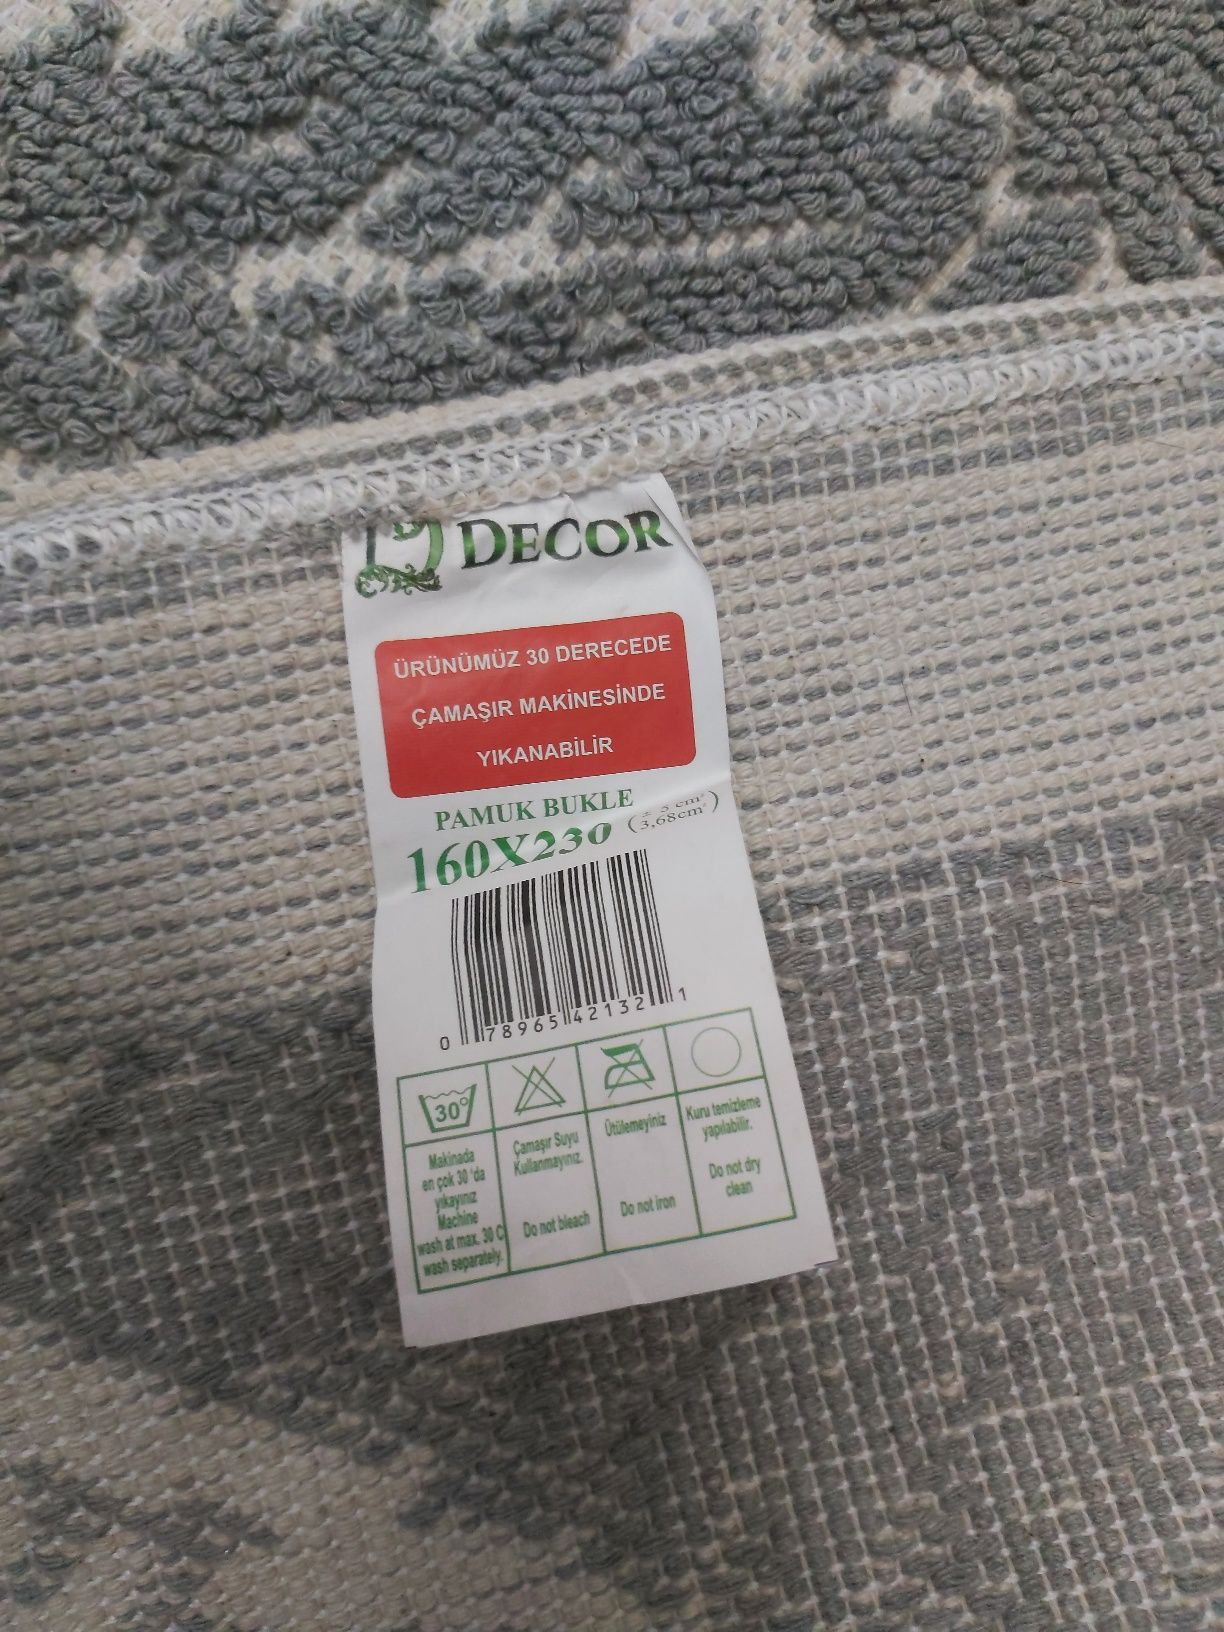 DECOR
ÜRÜNÜMÜZ 30 DERECEDE
ÇAMAŞIR MAKİNESİNDE
YIKANABİLİR
PAMUK BUKLE
160X230 (± 5 cm²
3,68cm²)
0 78965 42132 1
30°
Makinada
en çok 30 'da
yıkayınız
Machine
wash at max. 30 C
wash separately.
Çamaşır Suyu
Kullanmayınız.
Do not bleach
Ütülemeyiniz
Do not iron
Kuru temizleme
yapılabilir.
Do not dry
clean